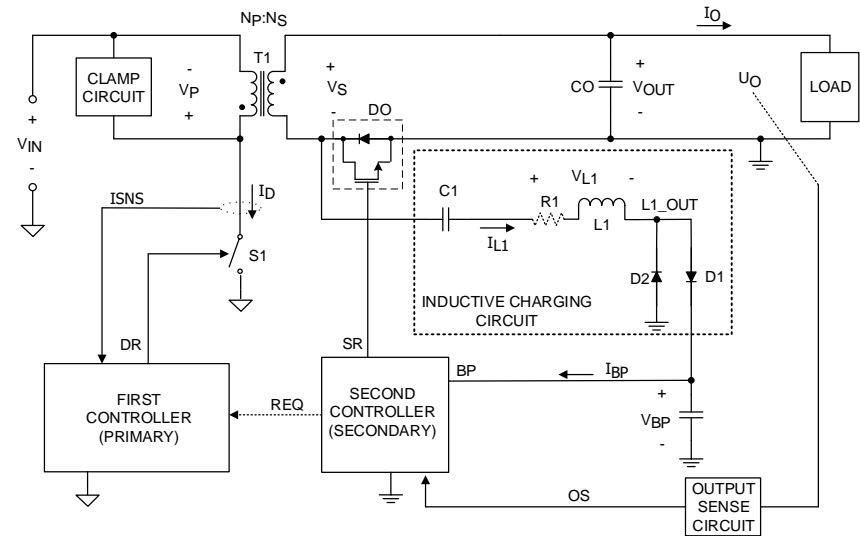 NP:NS
IO
T1
CLAMP
CIRCUIT
-
VP
+
+
VS
-
DO
CO
+
VOUT
-
UO
LOAD
+
VIN
-
ISNS
ID
S1
C1
+
VL1
-
R1
L1
L1_OUT
IL1
D2
D1
INDUCTIVE CHARGING
CIRCUIT
DR
SR
BP
IBP
FIRST
CONTROLLER
(PRIMARY)
REQ
SECOND
CONTROLLER
(SECONDARY)
+
VBP
-
OS
OUTPUT
SENSE
CIRCUIT